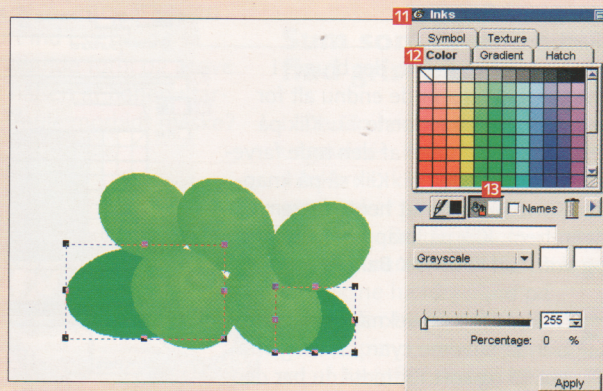 11 Inks
Symbol Texture
12 Color Gradient Hatch
13
Names
Grayscale
255
Percentage: 0 %
Apply